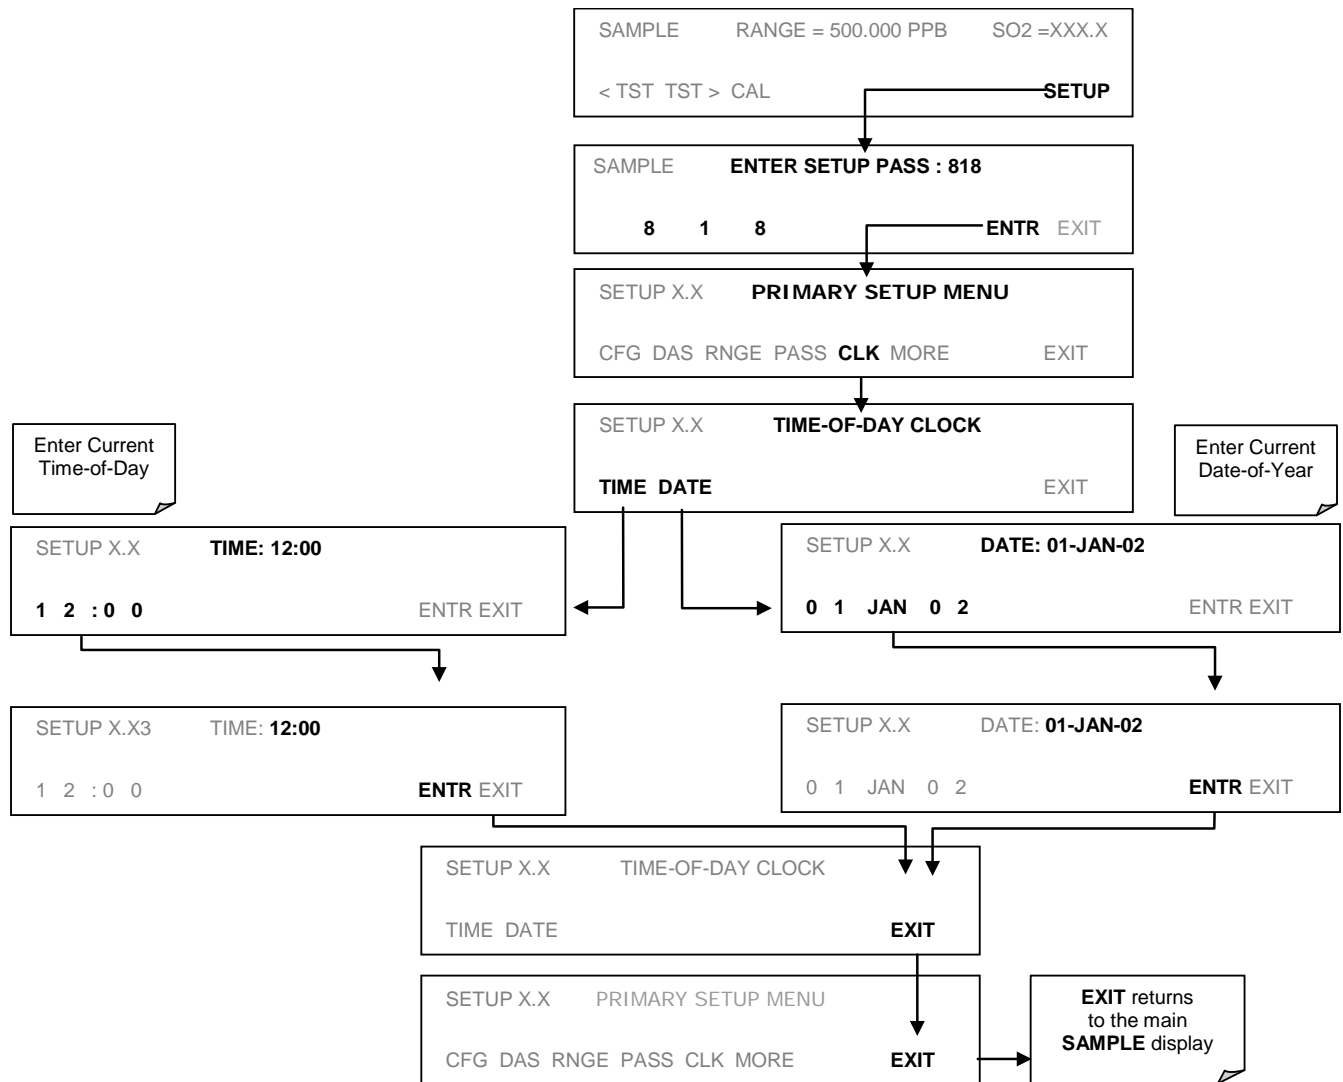 SAMPLE RANGE = 500.000 PPB SO2 =XXX.X
< TST TST > CAL SETUP
SAMPLE ENTER SETUP PASS : 818
8 1 8 ENTR EXIT
SETUP X.X PRIMARY SETUP MENU
CFG DAS RNGE PASS CLK MORE EXIT
SETUP X.X TIME-OF-DAY CLOCK
TIME DATE EXIT
Enter Current
Time-of-Day
Enter Current
Date-of-Year
SETUP X.X TIME: 12:00
1 2 : 0 0 ENTR EXIT
SETUP X.X DATE: 01-JAN-02
0 1 JAN 0 2 ENTR EXIT
SETUP X.X3 TIME: 12:00
1 2 : 0 0 ENTR EXIT
SETUP X.X DATE: 01-JAN-02
0 1 JAN 0 2 ENTR EXIT
SETUP X.X TIME-OF-DAY CLOCK
TIME DATE EXIT
SETUP X.X PRIMARY SETUP MENU
CFG DAS RNGE PASS CLK MORE EXIT
EXIT returns
to the main
SAMPLE display